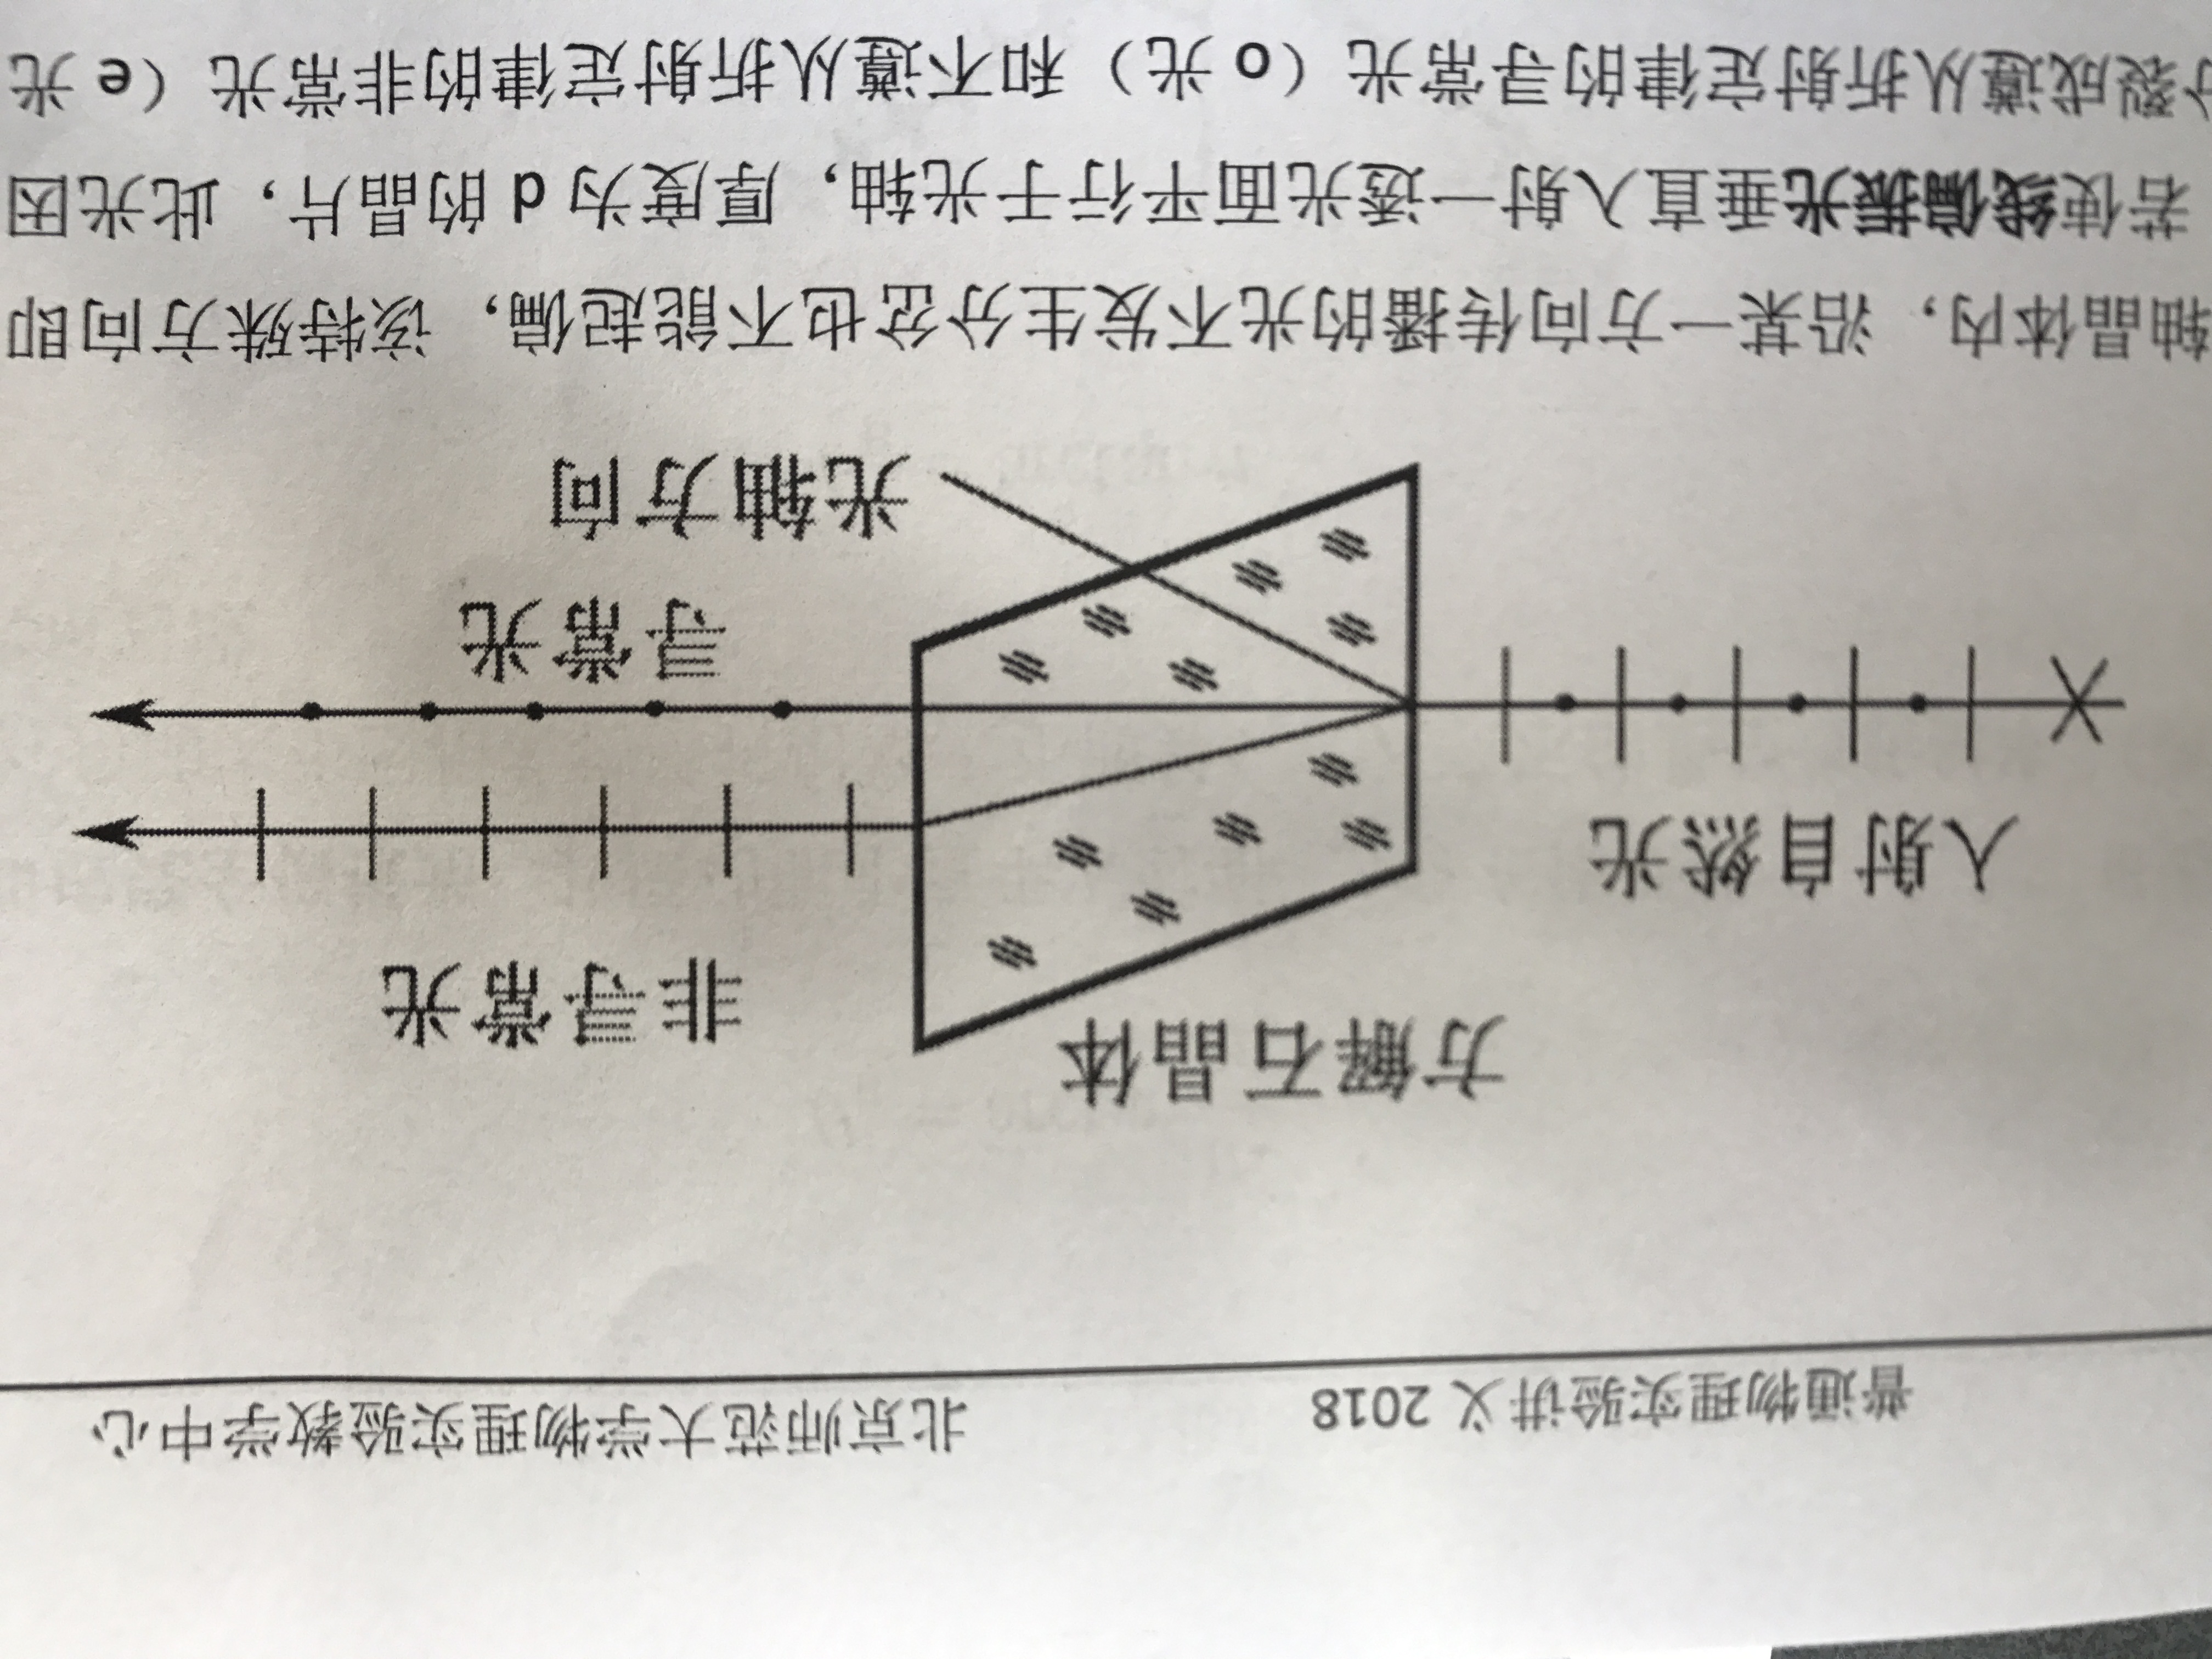 普通物理实验讲义 2018 北京师范大学物理实验教学中心
方解石晶体
非寻常光
入射自然光
寻常光
光轴方向
轴晶体内，沿某一方向传播的光不发生分岔也不能起偏，该特殊方向即
若使线偏振光垂直入射一透光面平行于光轴，厚度为 d 的晶片，此光因
分裂成遵从折射定律的寻常光（o 光）和不遵从折射定律的非常光（e 光